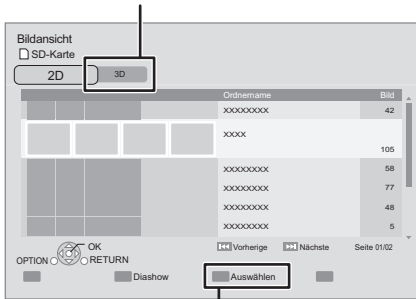 Bildansicht
SD-Karte
2D 3D
Ordnername Bild
XXXXXXXX 42
XXXX
105
XXXXXXXX 58
XXXXXXXX 77
XXXXXXXX 48
XXXXXXXX 5
OK Vorherige Nächste Seite 01/02
OPTION RETURN
Diashow Auswählen